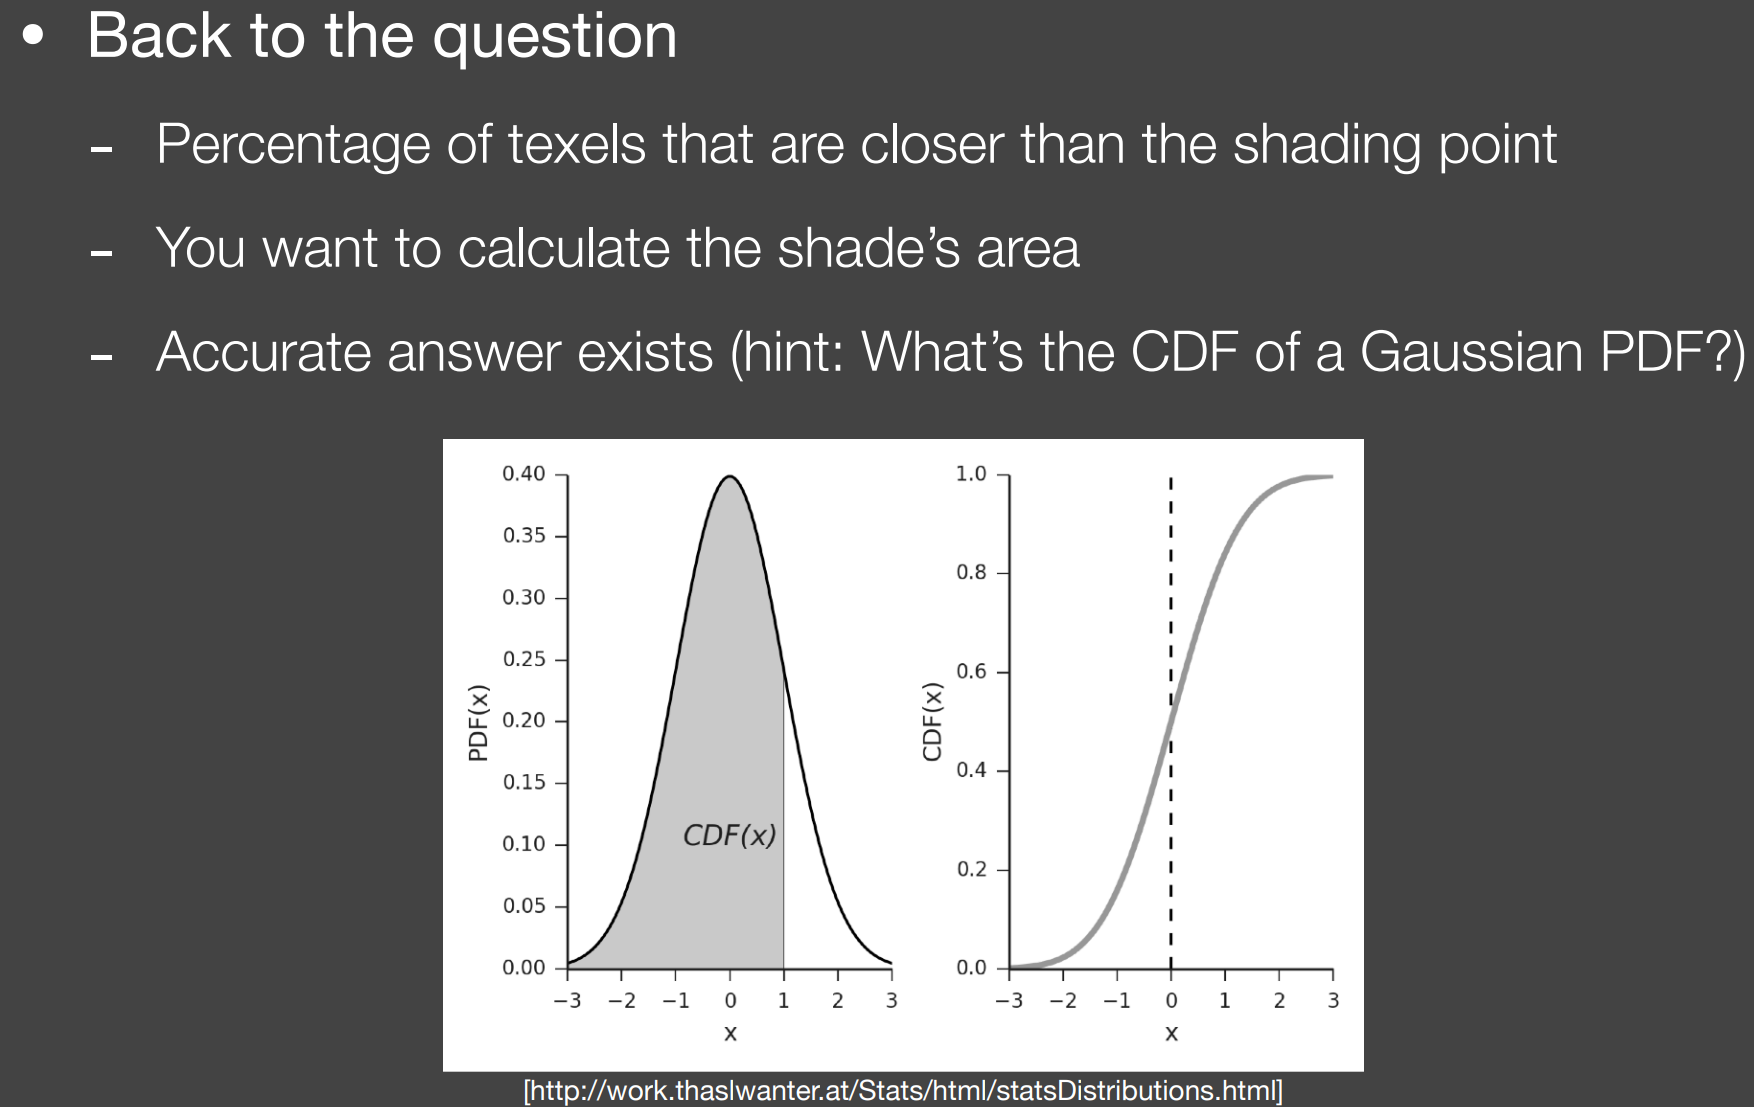 • Back to the question
- Percentage of texels that are closer than the shading point
- You want to calculate the shade’s area
- Accurate answer exists (hint: What’s the CDF of a Gaussian PDF?)
0.40
0.35
0.30
0.25
0.20
0.15
0.10
0.05
0.00
PDF(x)
CDF(x)
−3 −2 −1 0 1 2 3
x
1.0
0.8
0.6
0.4
0.2
0.0
CDF(x)
−3 −2 −1 0 1 2 3
x
[http://work.thaslwanter.at/Stats/html/statsDistributions.html]